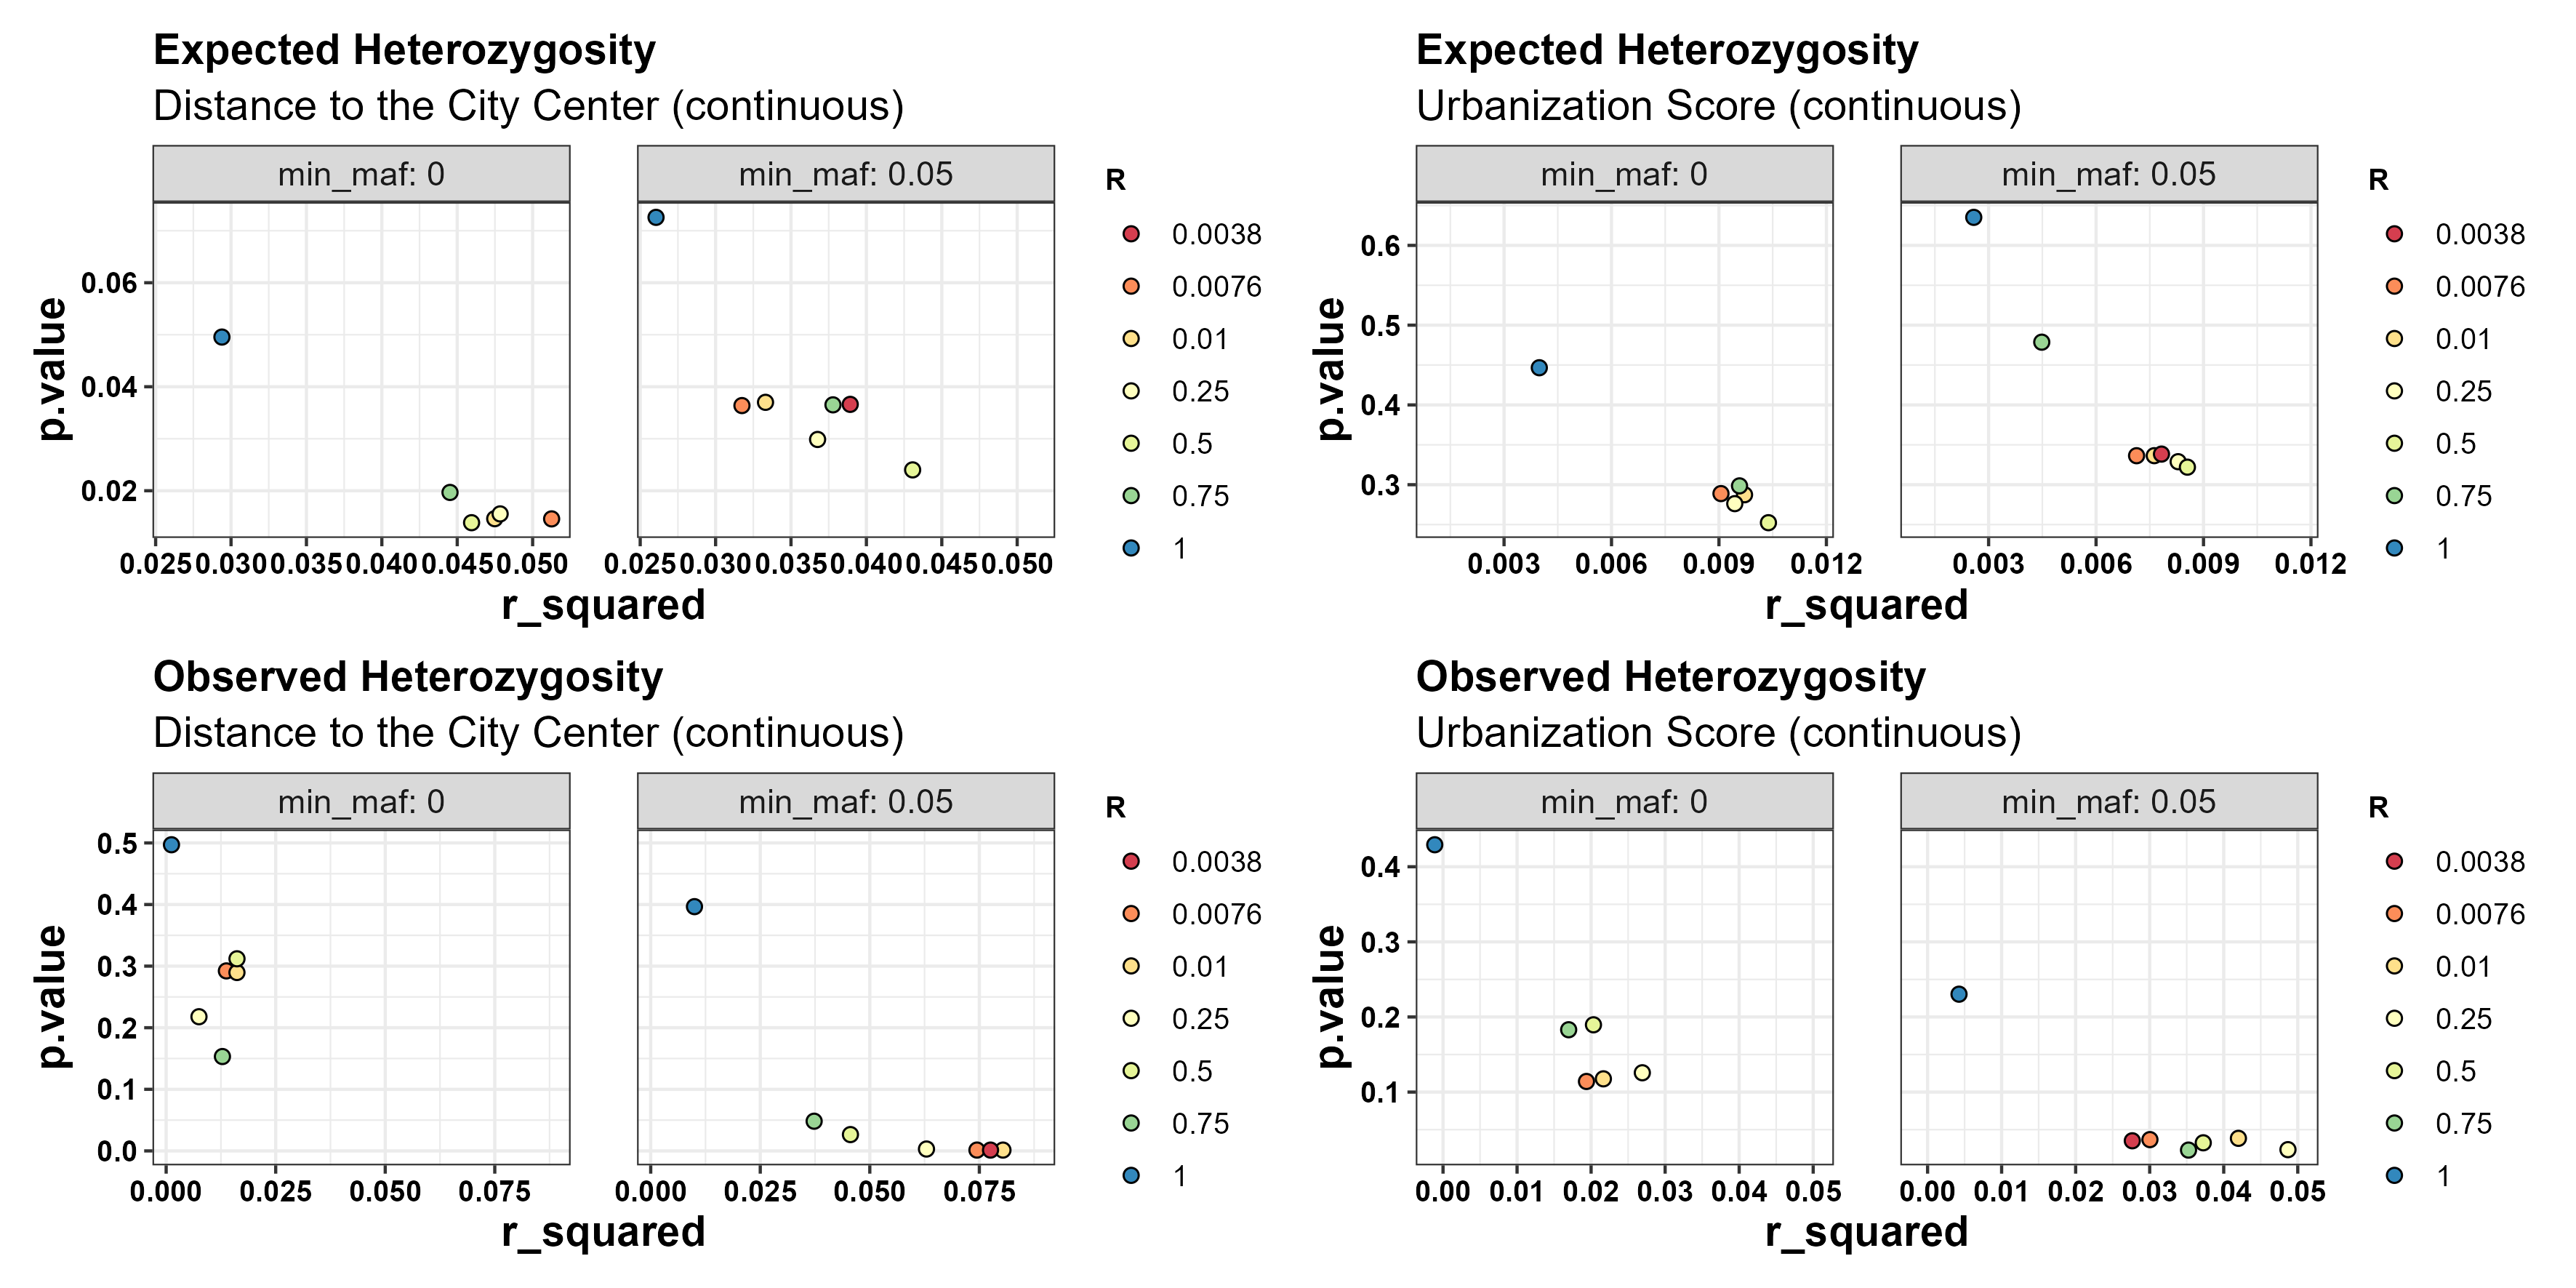 Expected Heterozygosity
Distance to the City Center (continuous)
min_maf: 0
min_maf: 0.05
p.value
0.06
0.04
0.02
0.025 0.030 0.035 0.040 0.045 0.050
0.025 0.030 0.035 0.040 0.045 0.050
r_squared
R
0.0038
0.0076
0.01
0.25
0.5
0.75
1
Expected Heterozygosity
Urbanization Score (continuous)
min_maf: 0
min_maf: 0.05
p.value
0.6
0.5
0.4
0.3
0.003 0.006 0.009 0.012
0.003 0.006 0.009 0.012
r_squared
R
0.0038
0.0076
0.01
0.25
0.5
0.75
1
Observed Heterozygosity
Distance to the City Center (continuous)
min_maf: 0
min_maf: 0.05
p.value
0.5
0.4
0.3
0.2
0.1
0.0
0.000 0.025 0.050 0.075
0.000 0.025 0.050 0.075
r_squared
R
0.0038
0.0076
0.01
0.25
0.5
0.75
1
Observed Heterozygosity
Urbanization Score (continuous)
min_maf: 0
min_maf: 0.05
p.value
0.4
0.3
0.2
0.1
0.00 0.01 0.02 0.03 0.04 0.05
0.00 0.01 0.02 0.03 0.04 0.05
r_squared
R
0.0038
0.0076
0.01
0.25
0.5
0.75
1